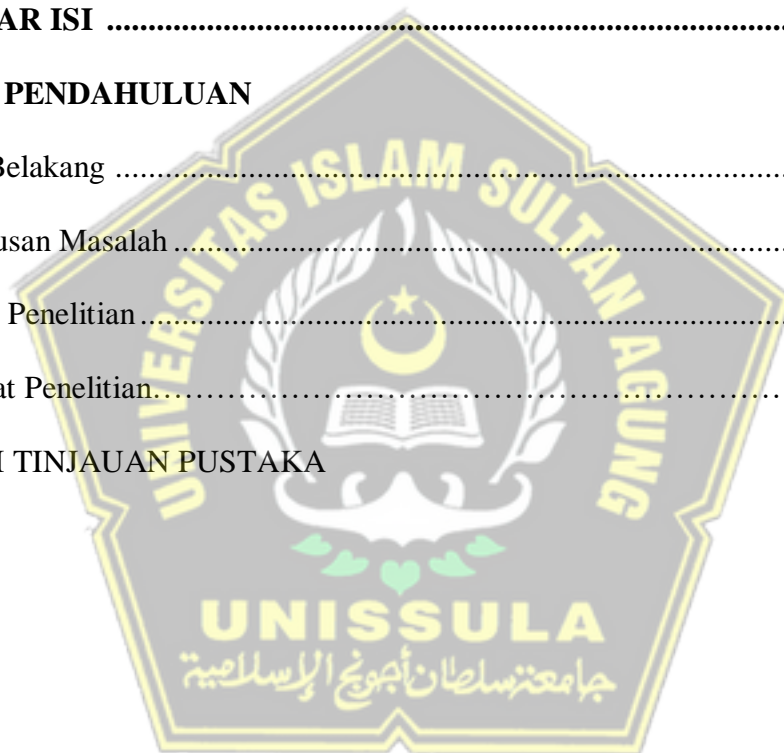 AR ISI ................................................................
PENDAHULUAN
Belakang ................................................................
usan Masalah ................................................................
Penelitian ................................................................
at Penelitian................................................................
I TINJAUAN PUSTAKA
UNIVERSITAS ISLAM SULTAN AGUNG
UNISSULA
جامعة سلطان أجونج الإسلامية